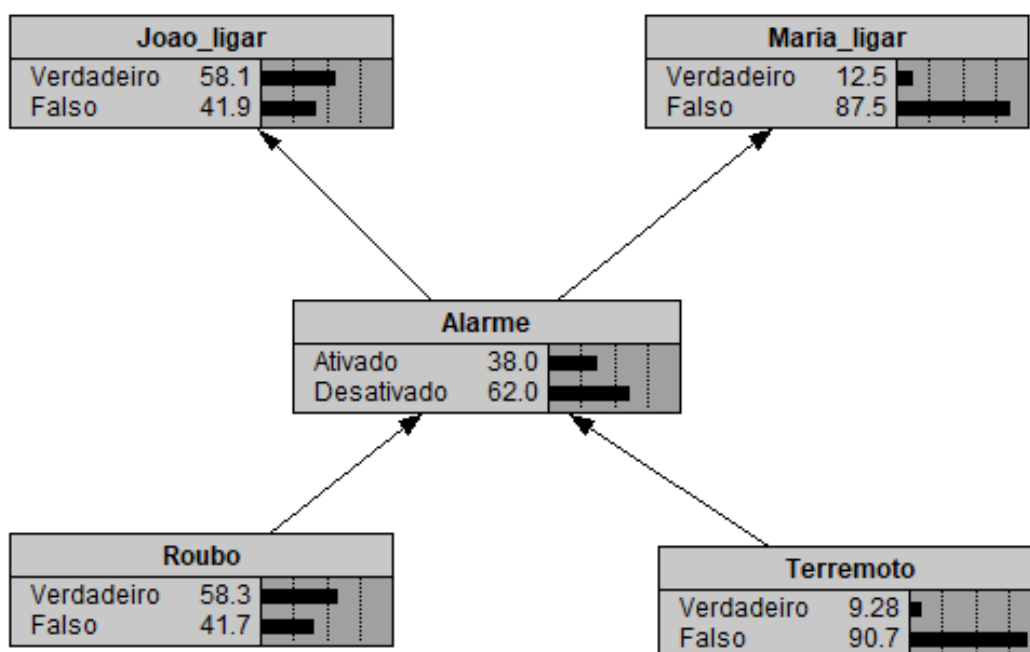 Joao_ligar
Verdadeiro 58.1
Falso 41.9
Maria_ligar
Verdadeiro 12.5
Falso 87.5
Alarme
Ativado 38.0
Desativado 62.0
Roubo
Verdadeiro 58.3
Falso 41.7
Terremoto
Verdadeiro 9.28
Falso 90.7